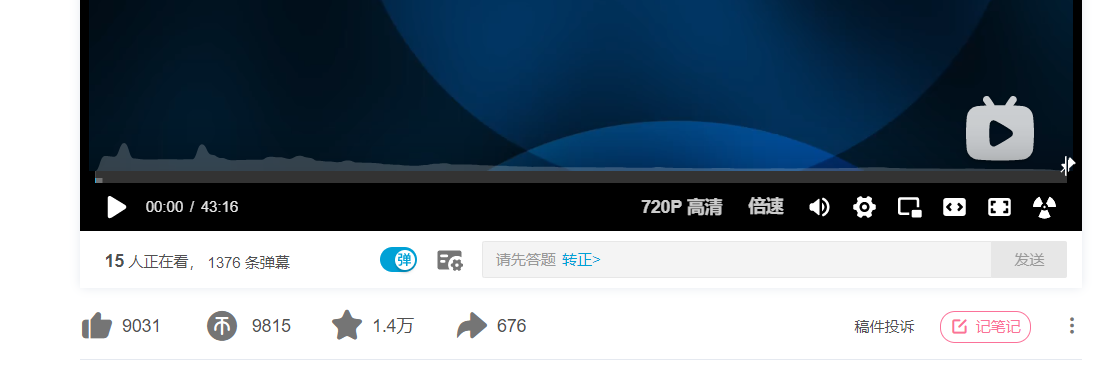 00:00 / 43:16 720P 高清 倍速
15 人正在看， 1376 条弹幕 弹 请先答题 转正> 发送
9031 9815 1.4万 676 稿件投诉 记笔记